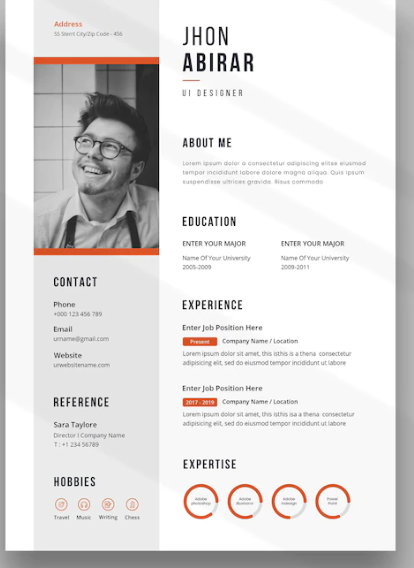 Address
55 Sterrt City/Zip Code - 456
JHON
ABIRAR
UI DESIGNER
ABOUT ME
Lorem ipsum dolor a consectetur adipiscing elitse eiusmod
tempor incididunt labore dolore magna aliqua. Quis ipsum
suspendisse ultrices gravida. Risus commodo
EDUCATION
ENTER YOUR MAJOR
Name Of Your University
2005-2009
ENTER YOUR MAJOR
Name Of Your University
2009-2011
EXPERIENCE
Enter Job Position Here
Present Company Name / Location
Lorem ipsum dolor sit amet, this isthis is a thena consectetur
adipiscing elit, sed do eiusmod tempor incididunt ut labore
Enter Job Position Here
2017 - 2019 Company Name / Location
Lorem ipsum dolor sit amet, this isthis isa a thena consectetur
adipiscing elit, sed do eiusmod tempor incididunt ut labore
EXPERTISE
Adobe
photoshop
Adobe
illustrator
Adobe
indesign
Power
Point
CONTACT
Phone
+000 123 456 789
Email
urname@gmail.com
Website
urwebsitename.com
REFERENCE
Sara Taylore
Director I Company Name
T : +1 234 56789
HOBBIES
Travel Music Writing Chess